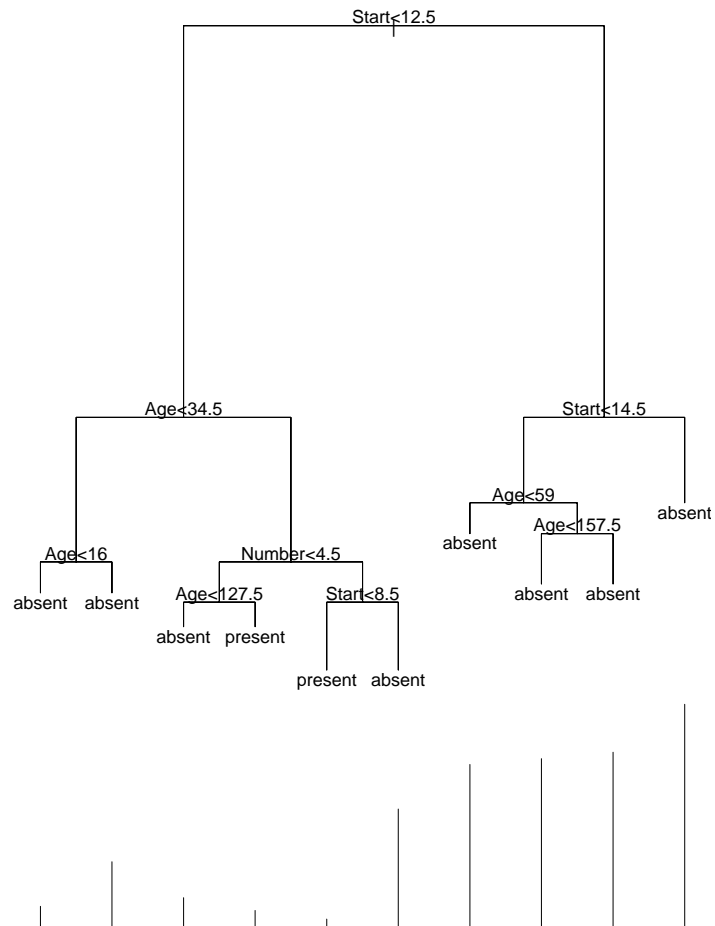 Start<12.5
Age<34.5
Start<14.5
Age<59
absent
absent
Age<157.5
Age<16
Number<4.5
absent
absent
absent
absent
Age<127.5
Start<8.5
absent
present
present
absent